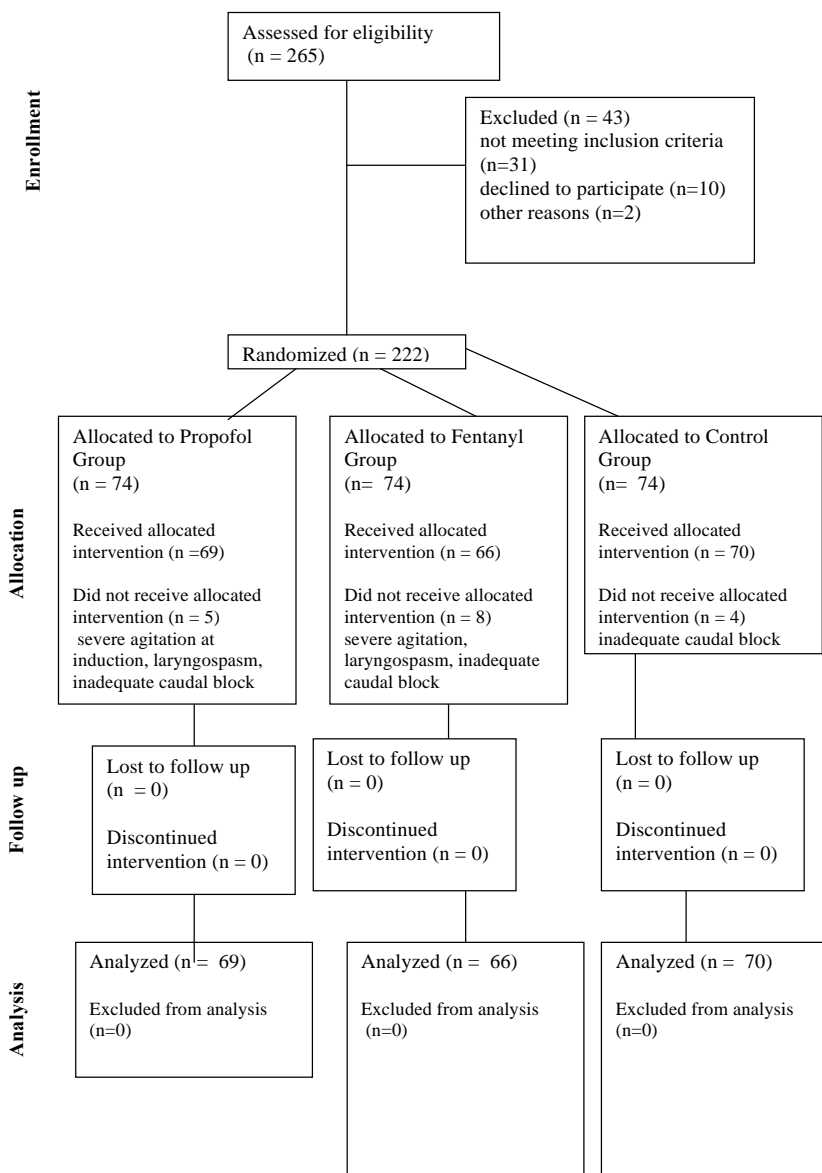 Assessed for eligibility
(n = 265)
Enrollment
Excluded (n = 43)
not meeting inclusion criteria
(n=31)
declined to participate (n=10)
other reasons (n=2)
Randomized (n = 222)
Allocation
Allocated to Propofol
Group
(n = 74)
Received allocated
intervention (n =69)
Did not receive allocated
intervention (n = 5)
severe agitation at
induction, laryngospasm,
inadequate caudal block
Allocated to Fentanyl
Group
(n= 74)
Received allocated
intervention (n = 66)
Did not receive allocated
intervention (n = 8)
severe agitation,
laryngospasm, inadequate
caudal block
Allocated to Control
Group
(n= 74)
Received allocated
intervention (n = 70)
Did not receive allocated
intervention (n = 4)
inadequate caudal block
Follow up
Lost to follow up
(n = 0)
Discontinued
intervention (n = 0)
Lost to follow up
(n = 0)
Discontinued
intervention (n = 0)
Lost to follow up
(n = 0)
Discontinued
intervention (n = 0)
Analysis
Analyzed (n = 69)
Excluded from analysis
(n=0)
Analyzed (n = 66)
Excluded from analysis
(n=0)
Analyzed (n = 70)
Excluded from analysis
(n=0)